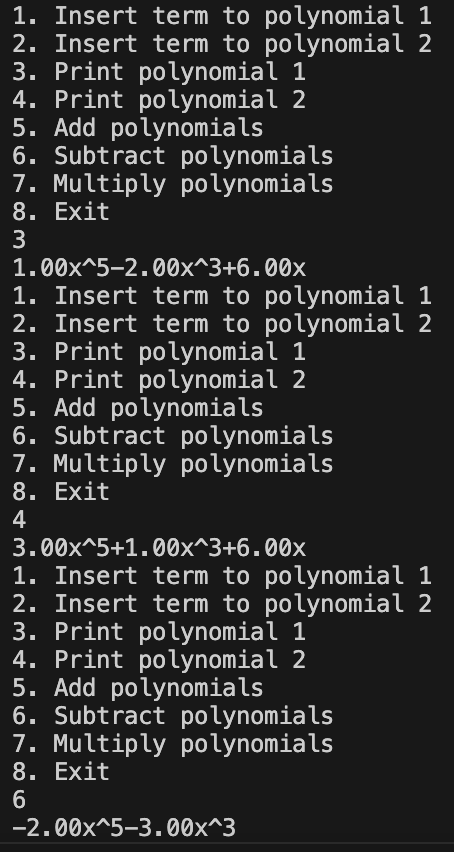 1. Insert term to polynomial 1
2. Insert term to polynomial 2
3. Print polynomial 1
4. Print polynomial 2
5. Add polynomials
6. Subtract polynomials
7. Multiply polynomials
8. Exit
3
1.00x^5-2.00x^3+6.00x
1. Insert term to polynomial 1
2. Insert term to polynomial 2
3. Print polynomial 1
4. Print polynomial 2
5. Add polynomials
6. Subtract polynomials
7. Multiply polynomials
8. Exit
4
3.00x^5+1.00x^3+6.00x
1. Insert term to polynomial 1
2. Insert term to polynomial 2
3. Print polynomial 1
4. Print polynomial 2
5. Add polynomials
6. Subtract polynomials
7. Multiply polynomials
8. Exit
6
-2.00x^5-3.00x^3